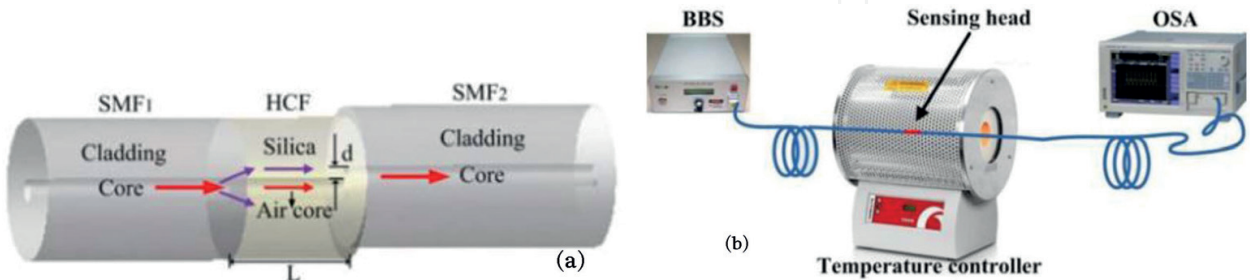 SMF1
HCF
SMF2
Cladding
Silica
d
Cladding
Core
Air core
Core
L
(a)
BBS
Sensing head
OSA
(b)
Temperature controller